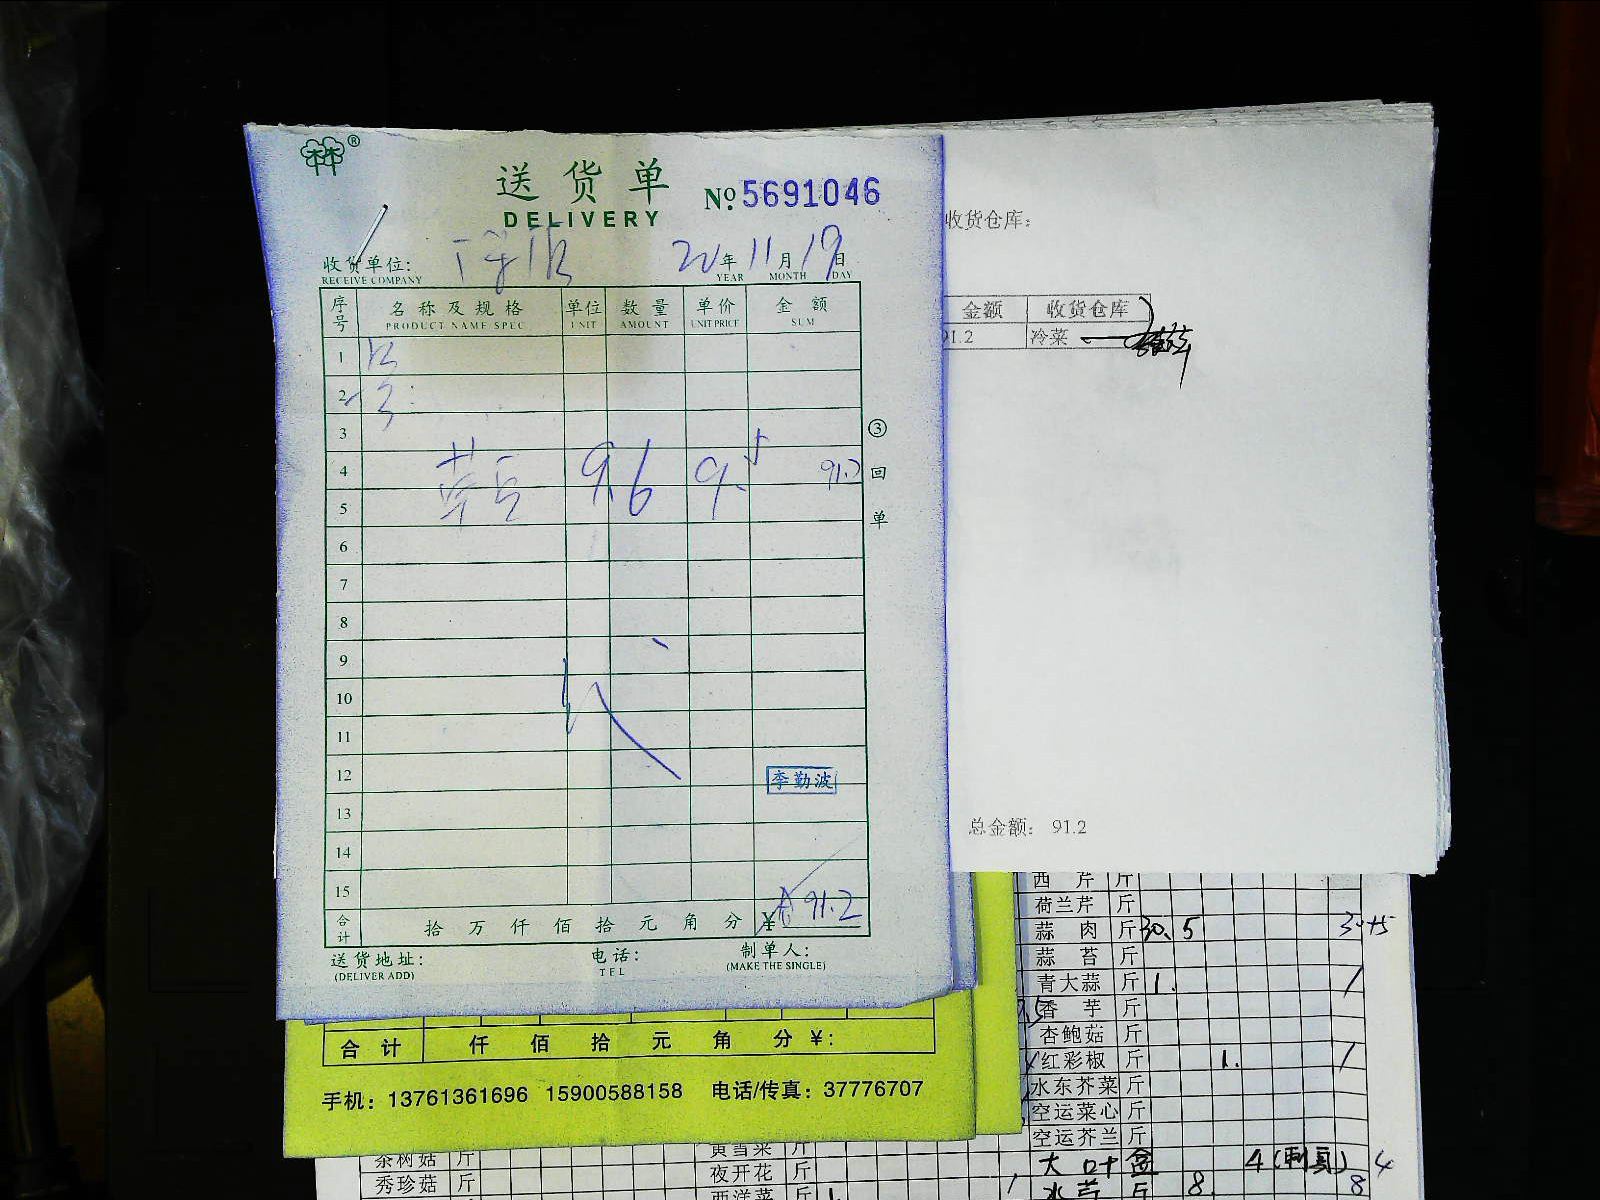 林®
送货单 №5691046
DELIVERY
收货单位: 20年11月19日
RECEIVE COMPANY YEAR MONTH DAY
序号 名称及规格 单位 数量 单价 金额
PRODUCT NAME SPEC UNIT AMOUNT UNIT PRICE SUM
1
2
3
4 9.6 9.5 91.2
5
6
7
8
9
10
11
12
李勤波
13
14
15
合计 拾 万 仟 佰 拾 元 角 分 ¥ 91.2
送货地址: 电话: 制单人:
(DELIVER ADD) TEL (MAKE THE SINGLE)
③回单
收货仓库:
金额 收货仓库
91.2 冷菜
总金额: 91.2
合计 仟 佰 拾 元 角 分 ¥:
手机: 13761361696 15900588158 电话/传真: 37776707
西芹 斤
荷兰芹 斤
蒜肉 斤 30.5 30+5
蒜苔 斤
青大蒜 斤 1. 1
香芋 斤
杏鲍菇 斤
红彩椒 斤 1. 1
水东芥菜 斤
空运菜心 斤
空运芥兰 斤
大叶 4 4
斤 8. 8
茶树菇 斤
秀珍菇 斤
黄雪菜 斤
夜开花 斤
西洋菜 斤 1.